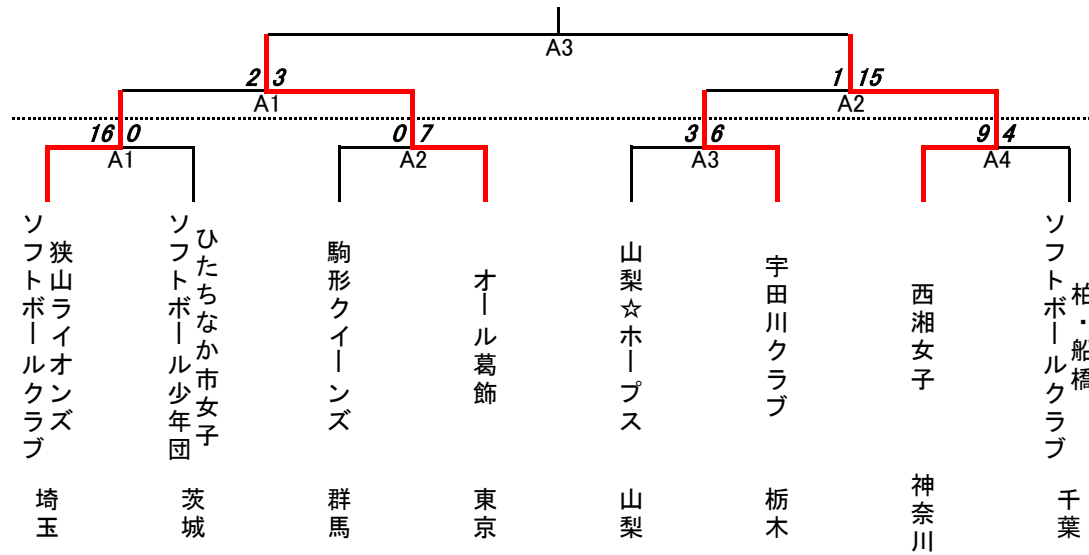 A3
2 3
A1
1 15
A2
16 0
A1
0 7
A2
3 6
A3
9 4
A4
狭山ライオンズ
ソフトボールクラブ
ひたちなか市女子
ソフトボール少年団
駒形クイーンズ
オール葛飾
山梨☆ホープス
宇田川クラブ
西湘女子
柏・船橋
ソフトボールクラブ
埼玉
茨城
群馬
東京
山梨
栃木
神奈川
千葉